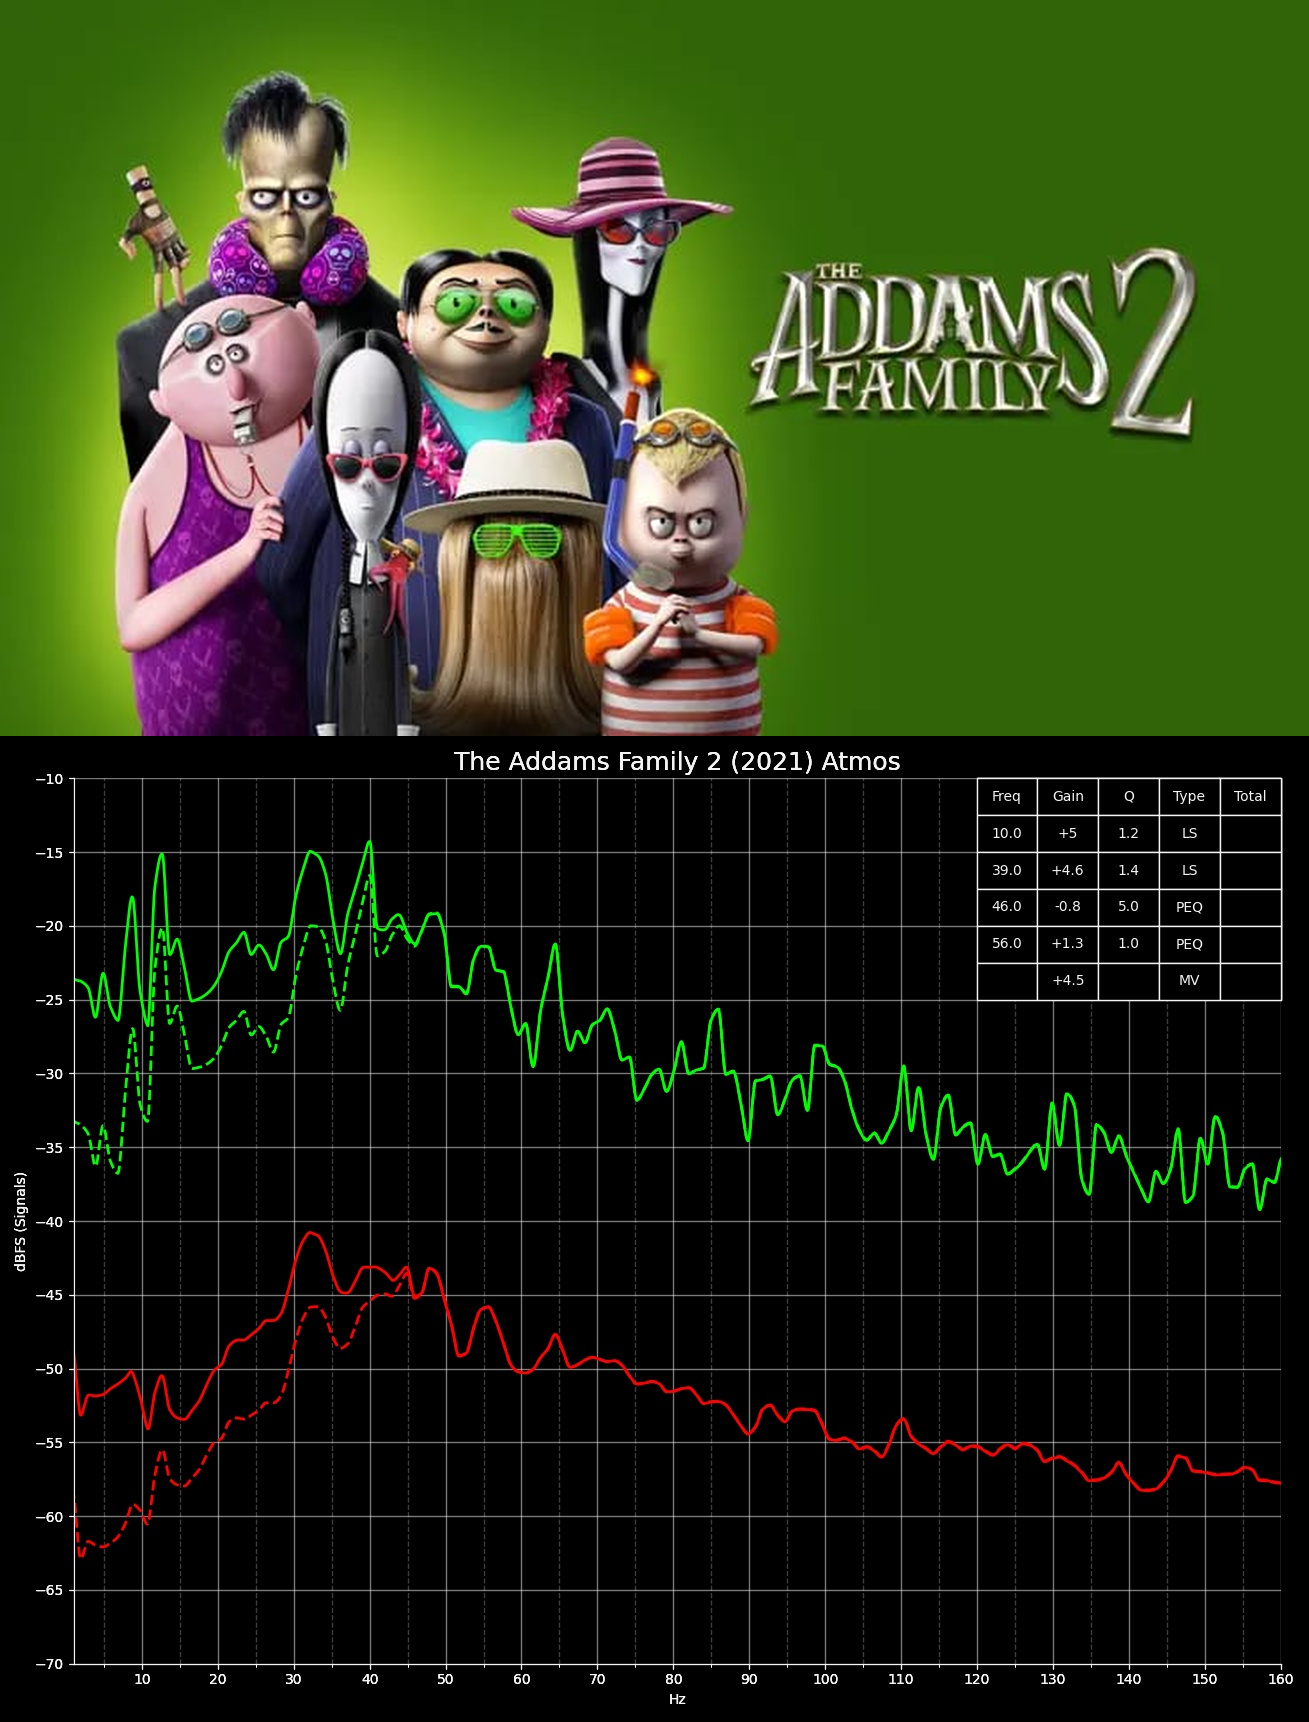 THE
ADDAMS 2
FAMILY
The Addams Family 2 (2021) Atmos
Freq Gain Q Type Total
10.0 +5 1.2 LS
39.0 +4.6 1.4 LS
46.0 -0.8 5.0 PEQ
56.0 +1.3 1.0 PEQ
+4.5 MV
dBFS (Signals)
−10
−15
−20
−25
−30
−35
−40
−45
−50
−55
−60
−65
−70
10 20 30 40 50 60 70 80 90 100 110 120 130 140 150 160
Hz